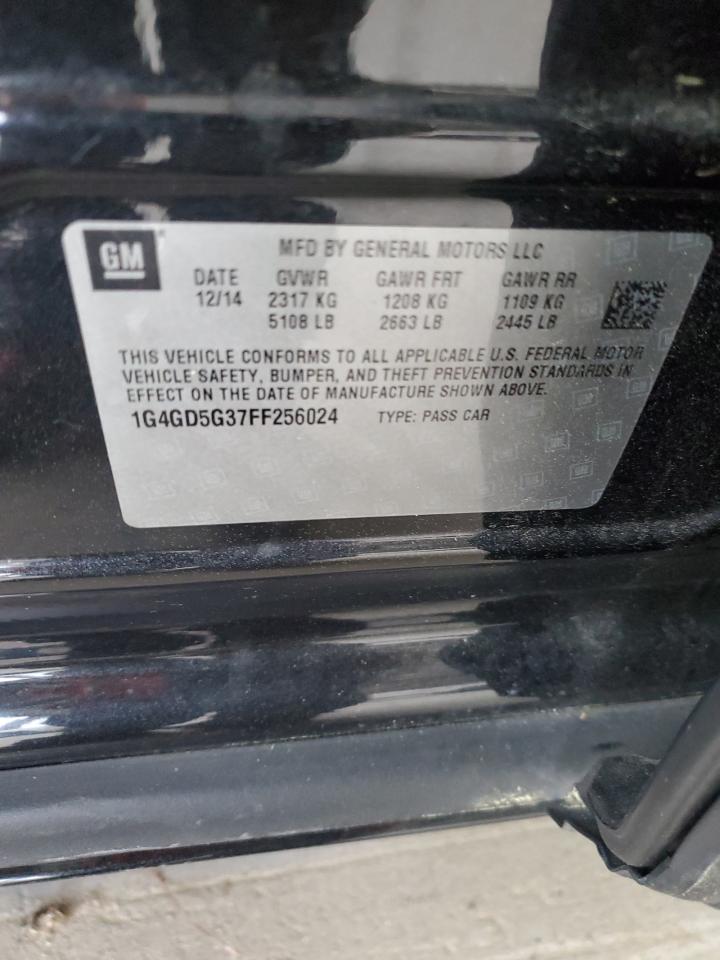 GM
MFD BY GENERAL MOTORS LLC
DATE GVWR GAWR FRT GAWR RR
12/14 2317 KG 1208 KG 1109 KG
5108 LB 2663 LB 2445 LB
THIS VEHICLE CONFORMS TO ALL APPLICABLE U.S. FEDERAL MOTOR
VEHICLE SAFETY, BUMPER, AND THEFT PREVENTION STANDARDS IN
EFFECT ON THE DATE OF MANUFACTURE SHOWN ABOVE.
1G4GD5G37FF256024 TYPE: PASS CAR